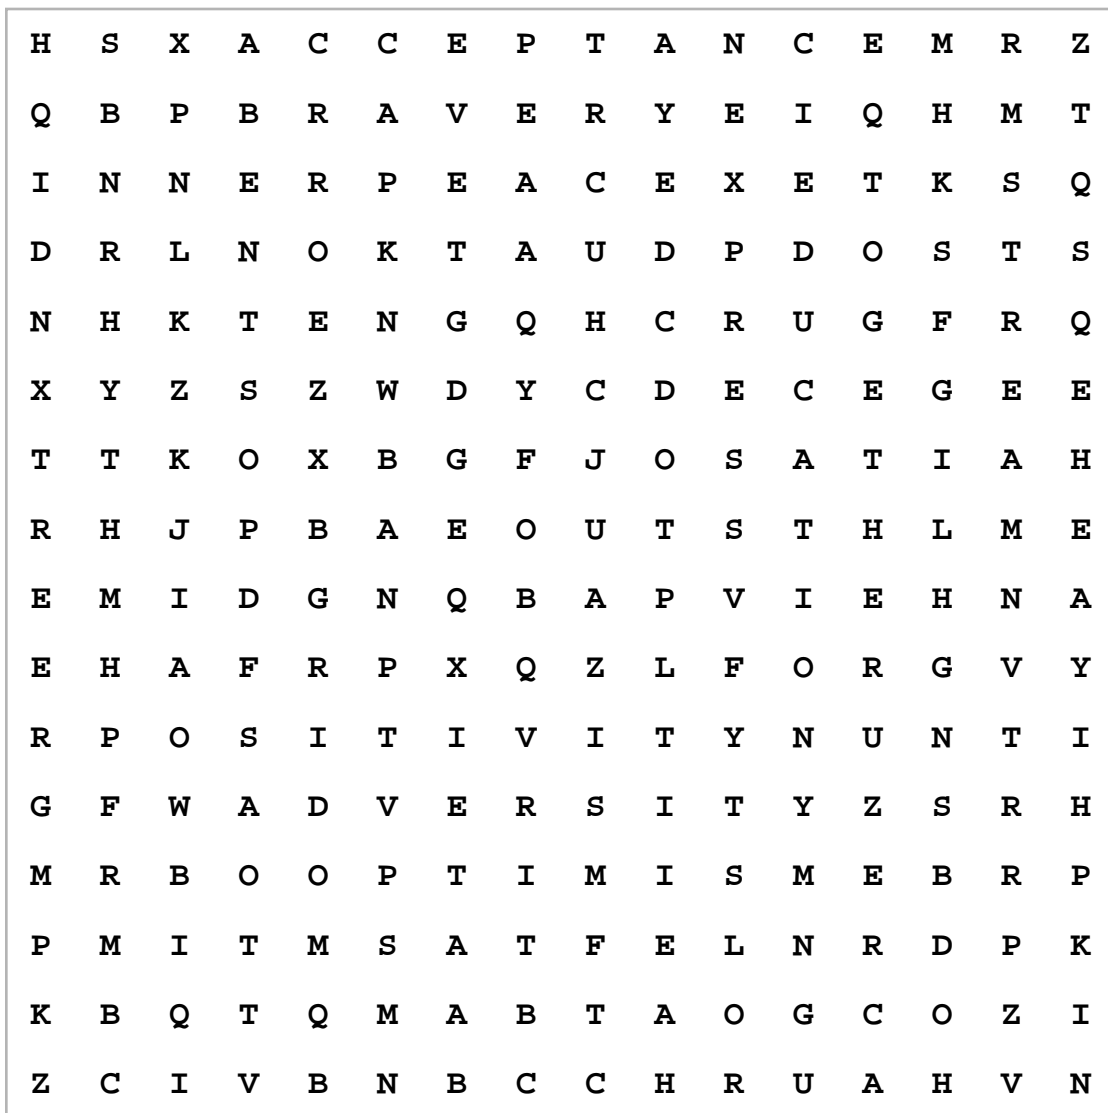 H S X A C C E P T A N C E M R Z
Q B P B R A V E R Y E I Q H M T
I N N E R P E A C E X E T K S Q
D R L N O K T A U D P D O S T S
N H K T E N G Q H C R U G F R Q
X Y Z S Z W D Y C D E C E G E E
T T K O X B G F J O S A T I A H
R H J P B A E O U T S T H L M E
E M I D G N Q B A P V I E H N A
E H A F R P X Q Z L F O R G V Y
R P O S I T I V I T Y N U N T I
G F W A D V E R S I T Y Z S R H
M R B O O P T I M I S M E B R P
P M I T M S A T F E L N R D P K
K B Q T Q M A B T A O G C O Z I
Z C I V B N B C C H R U A H V N